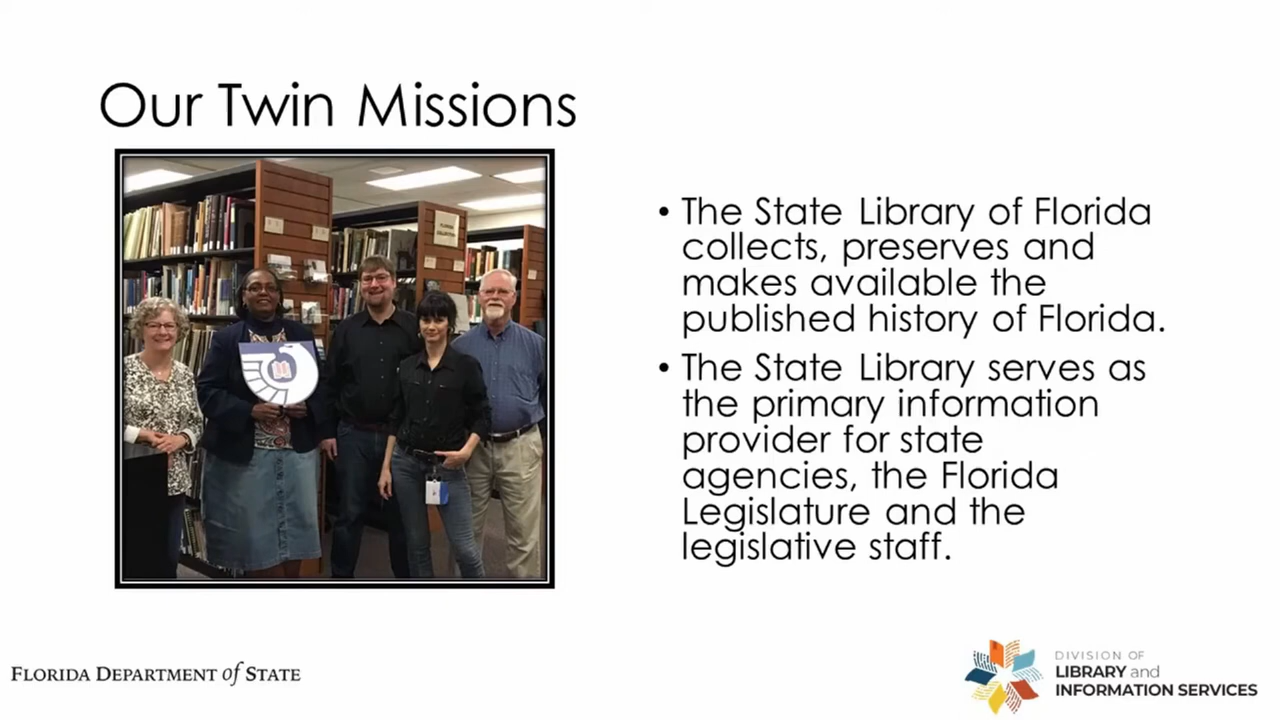 Our Twin Missions
• The State Library of Florida
collects, preserves and
makes available the
published history of Florida.
• The State Library serves as
the primary information
provider for state
agencies, the Florida
Legislature and the
legislative staff.
FLORIDA DEPARTMENT of STATE
DIVISION OF
LIBRARY and
INFORMATION SERVICES